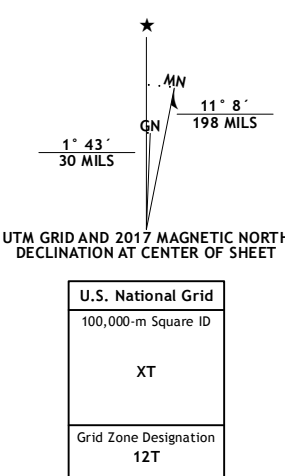 ★
MN
GN
11° 8´
198 MILS
1° 43´
30 MILS
UTM GRID AND 2017 MAGNETIC NORTH
DECLINATION AT CENTER OF SHEET
U.S. National Grid
100,000-m Square ID
XT
Grid Zone Designation
12T